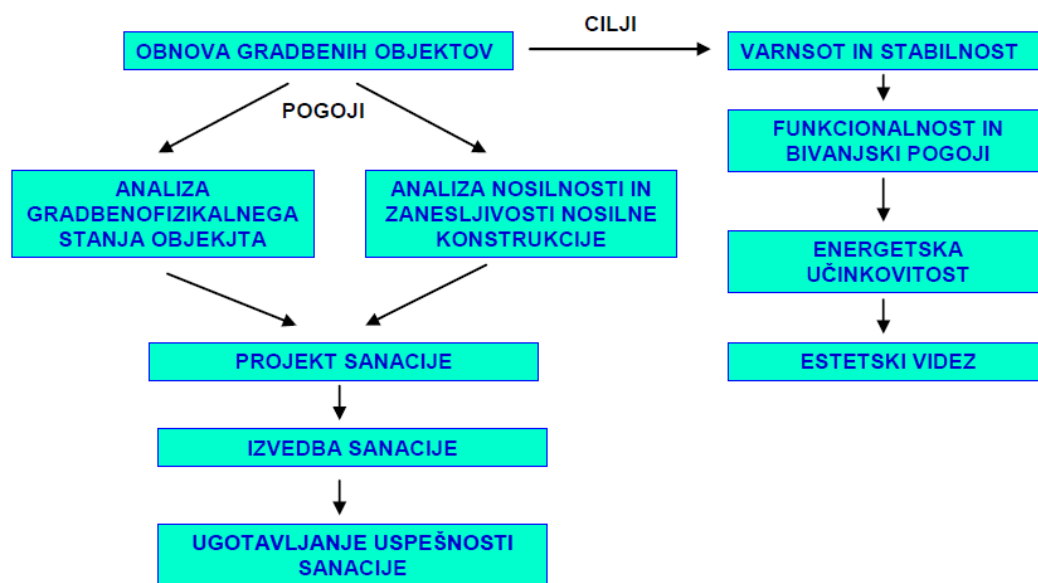 CILJI
OBNOVA GRADBENIH OBJEKTOV
VARNSOT IN STABILNOST
POGOJI
FUNKCIONALNOST IN
BIVANJSKI POGOJI
ANALIZA
GRADBENOFIZIKALNEGA
STANJA OBJEKJTA
ANALIZA NOSILNOSTI IN
ZANESLJIVOSTI NOSILNE
KONSTRUKCIJE
ENERGETSKA
UČINKOVITOST
PROJEKT SANACIJE
ESTETSKI VIDEZ
IZVEDBA SANACIJE
UGOTAVLJANJE USPEŠNOSTI
SANACIJE